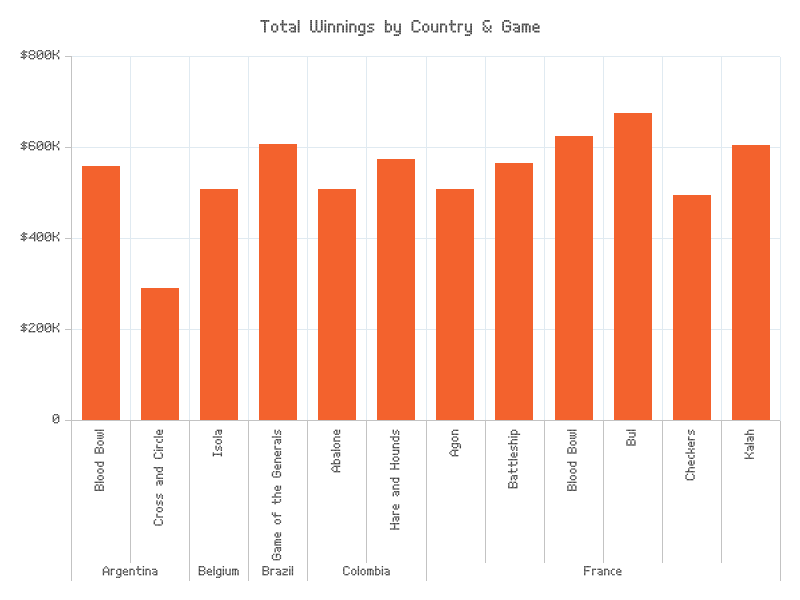 Total Winnings by Country & Game
$800K
$600K
$400K
$200K
0
Blood Bowl
Cross and Circle
Isola
Game of the Generals
Abalone
Hare and Hounds
Agon
Battleship
Blood Bowl
Bul
Checkers
Kalah
Argentina
Belgium
Brazil
Colombia
France